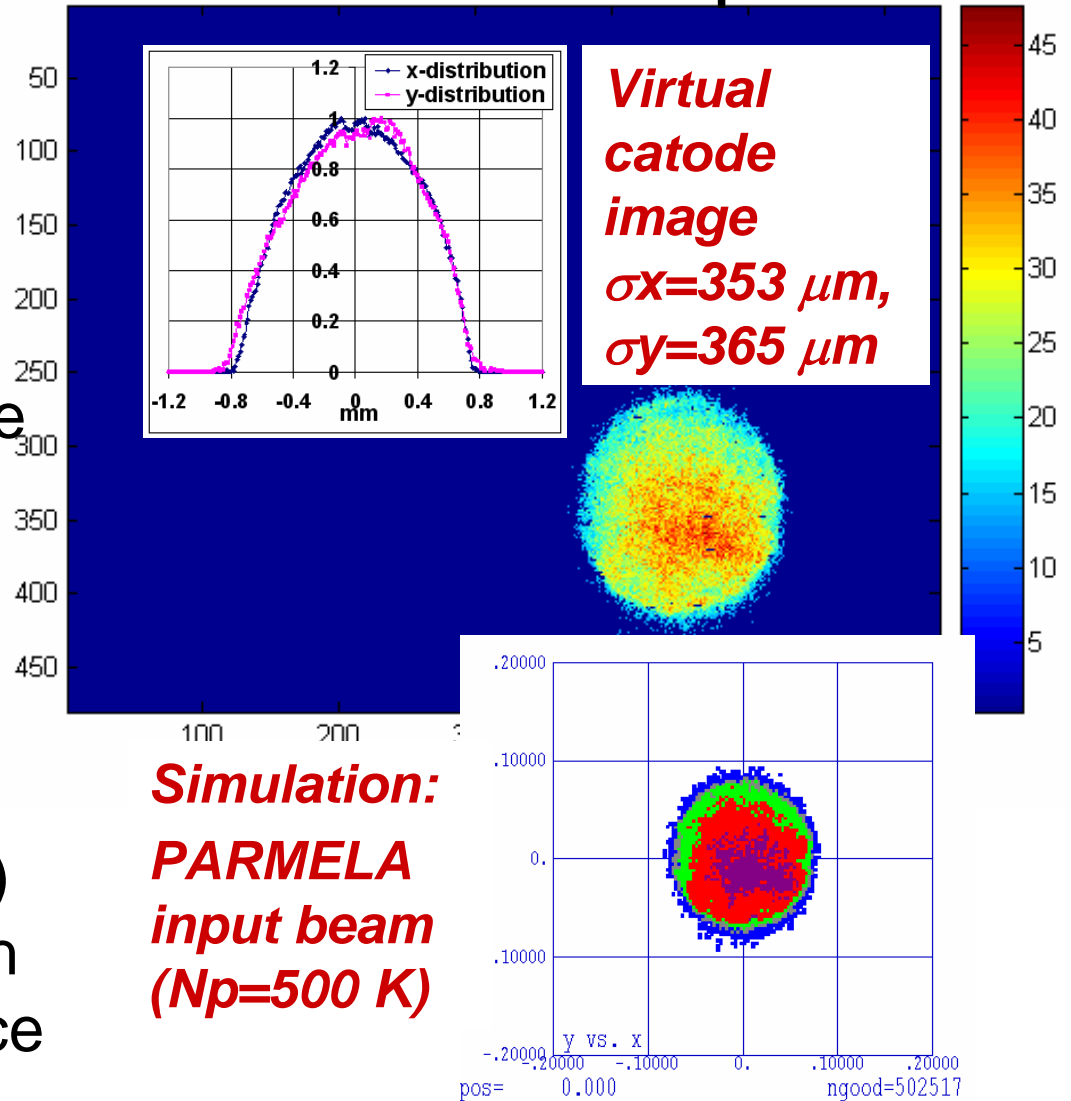 50
100
150
200
250
300
350
400
450
100
200
1.2
1
0.8
0.6
0.4
0.2
0
-1.2 -0.8 -0.4 0 0.4 0.8 1.2
mm
x-distribution
y-distribution
Virtual
catode
image
σx=353 μm,
σy=365 μm
45
40
35
30
25
20
15
10
5
e
)
n
ce
Simulation:
PARMELA
input beam
(Np=500 K)
.20000
.10000
0.
.10000
-.20000
y vs. x
-.20000 -.10000 0. .10000 .20000
pos= 0.000 ngood=502517